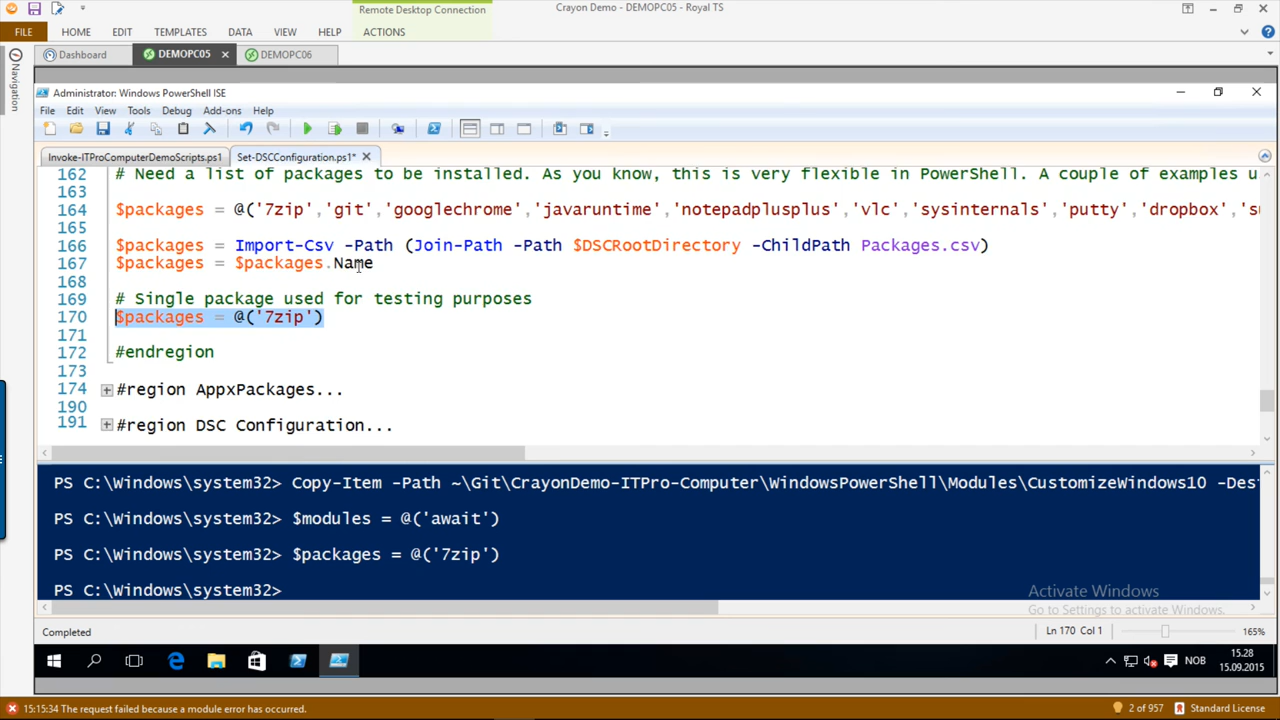 Remote Desktop Connection
Crayon Demo - DEMOPC05 - Royal TS
FILE HOME EDIT TEMPLATES DATA VIEW HELP ACTIONS
Dashboard DEMOPC05 DEMOPC06
Navigation
Administrator: Windows PowerShell ISE
File Edit View Tools Debug Add-ons Help
Invoke-ITProComputerDemoScripts.ps1 Set-DSCConfiguration.ps1*
162 # Need a list of packages to be installed. As you know, this is very flexible in PowerShell. A couple of examples u
163
164 $packages = @('7zip','git','googlechrome','javaruntime','notepadplusplus','vlc','sysinternals','putty','dropbox','su
165
166 $packages = Import-Csv -Path (Join-Path -Path $DSCRootDirectory -ChildPath Packages.csv)
167 $packages = $packages.Name
168
169 # Single package used for testing purposes
170 $packages = @('7zip')
171
172 #endregion
173
174 #region AppxPackages...
190
191 #region DSC Configuration...
PS C:\Windows\system32> Copy-Item -Path ~\Git\CrayonDemo-ITPro-Computer\WindowsPowerShell\Modules\CustomizeWindows10 -Des
PS C:\Windows\system32> $modules = @('await')
PS C:\Windows\system32> $packages = @('7zip')
PS C:\Windows\system32>
Activate Windows
Go to Settings to activate Windows.
Completed
Ln 170 Col 1
165%
NOB
15.28
15.09.2015
15:15:34 The request failed because a module error has occurred.
2 of 957
Standard License